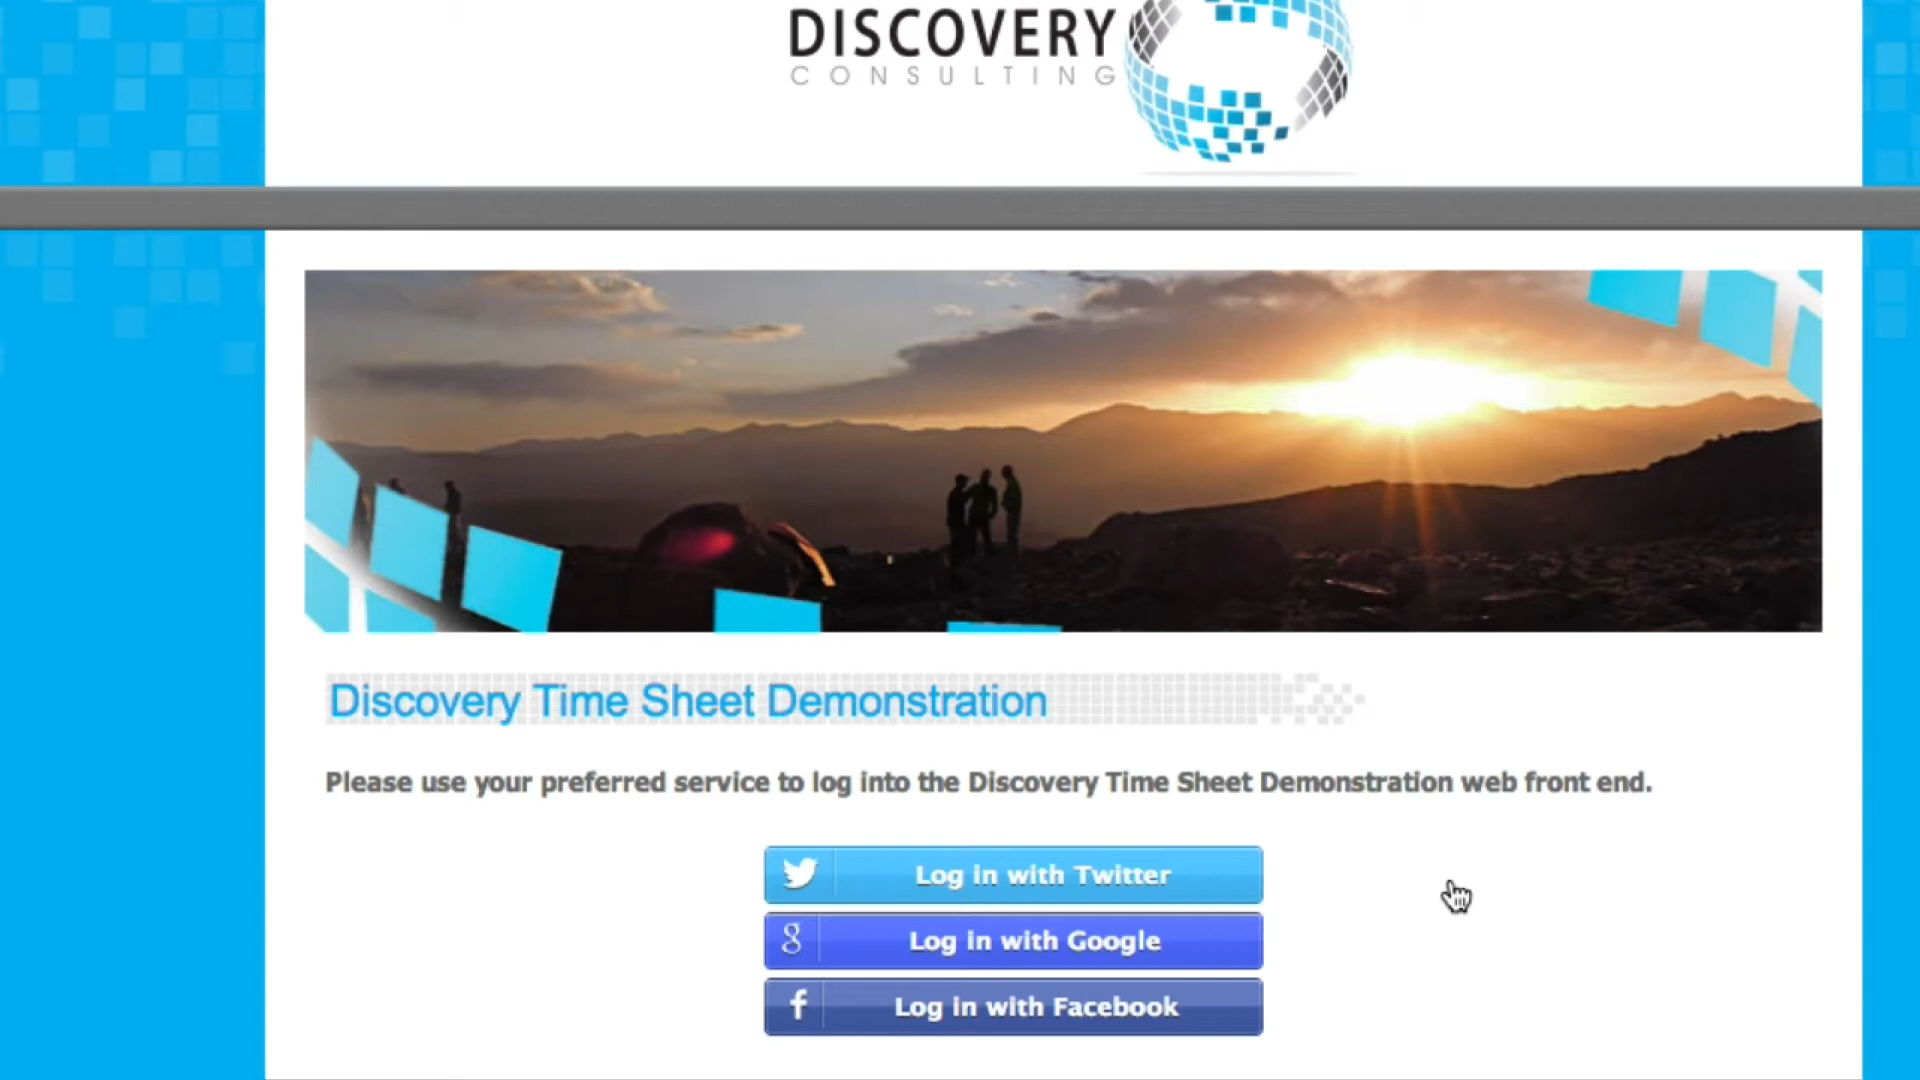 DISCOVERY
CONSULTING
Discovery Time Sheet Demonstration
Please use your preferred service to log into the Discovery Time Sheet Demonstration web front end.
Log in with Twitter
Log in with Google
Log in with Facebook